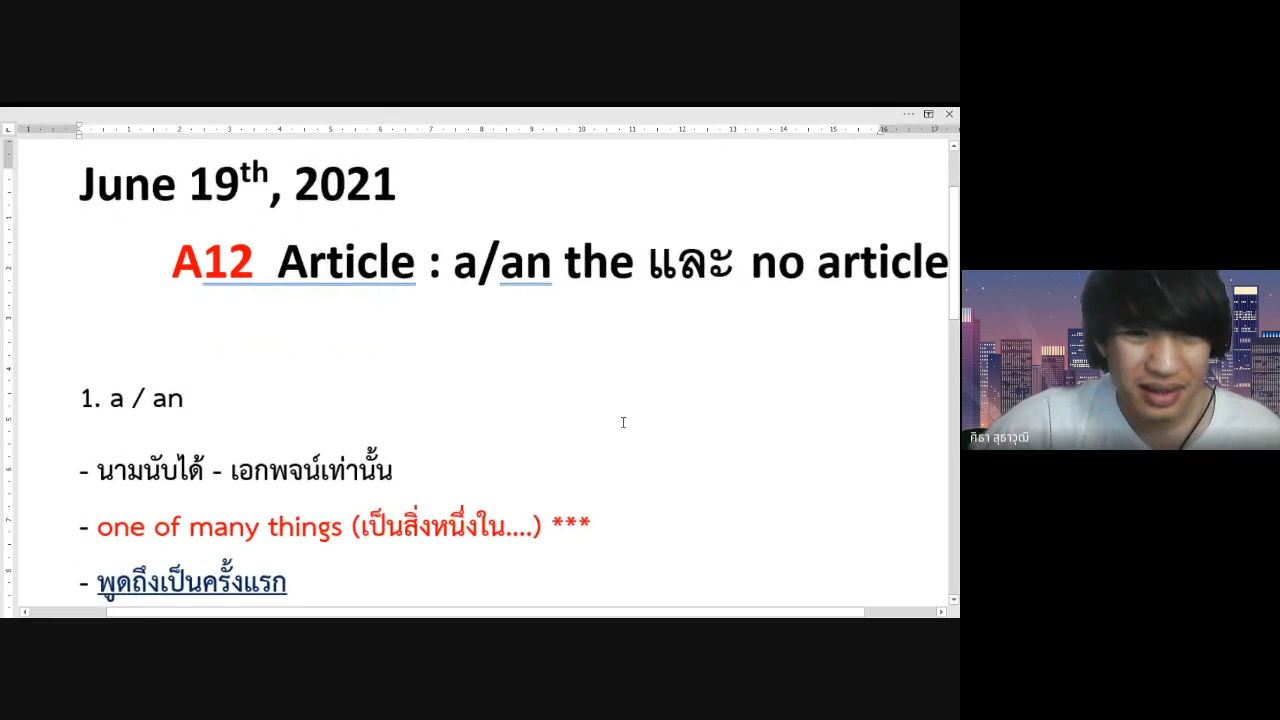 June 19th, 2021
A12 Article : a/an the และ no article
1. a / an
- นามนับได้ - เอกพจน์เท่านั้น
- one of many things (เป็นสิ่งหนึ่งใน....) ***
- พูดถึงเป็นครั้งแรก
ศิธา สุธาวุฒิ